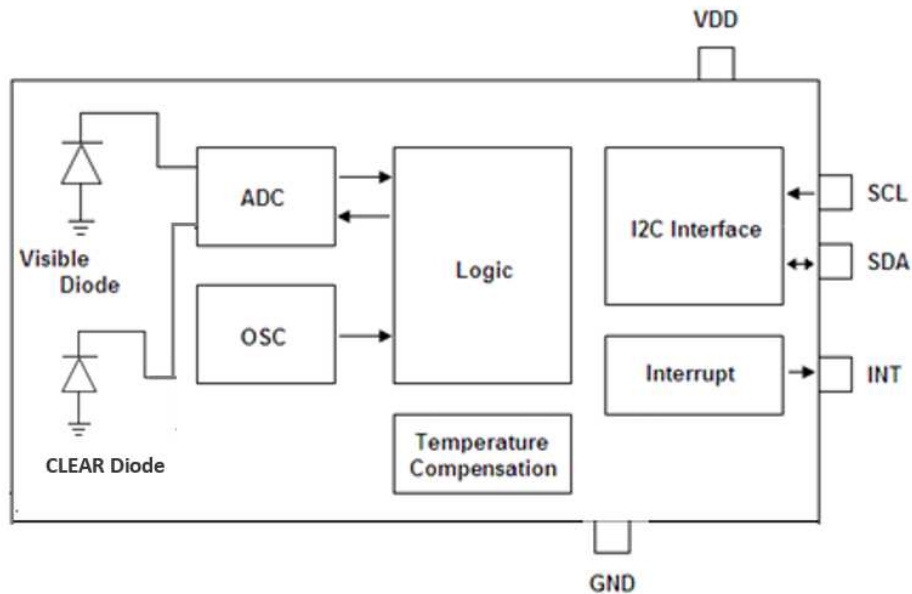 VDD
ADC
SCL
I2C Interface
Visible
Diode
SDA
Logic
OSC
Interrupt
INT
Temperature
Compensation
CLEAR Diode
GND